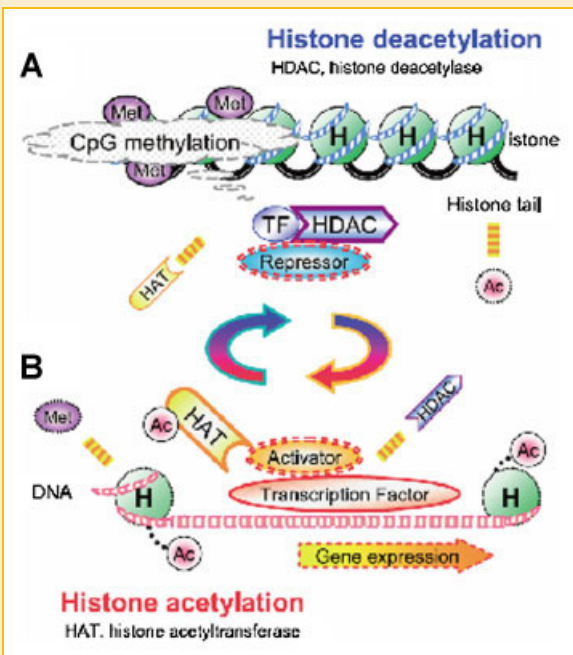 Histone deacetylation
A
HDAC, histone deacetylase
Met
Met
CpG methylation
H H H istone
Met
Histone tail
TF HDAC
Repressor
HAT
Ac
B
Met
Ac HAT
HDAC
Activator
Ac
DNA
H
Transcription Factor
H
Ac
Gene expression
Histone acetylation
HAT. histone acetyltransferase